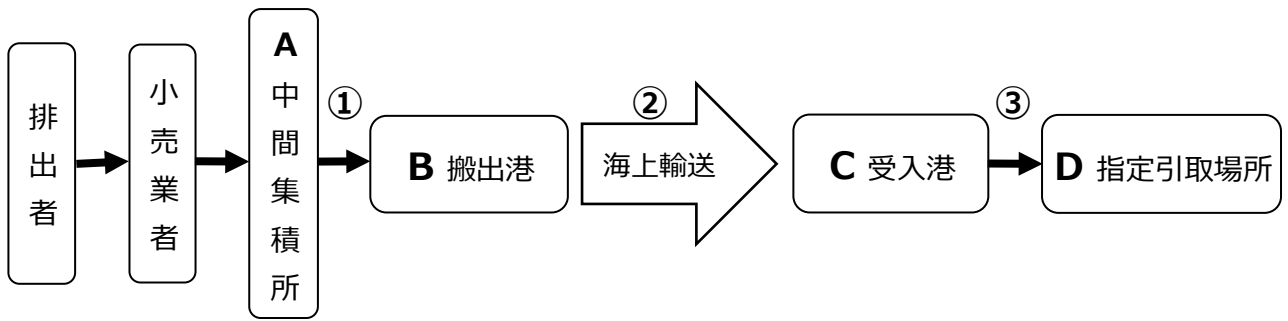 排出者
小売業者
A
中間集積所
①
B 搬出港
②
海上輸送
C 受入港
③
D 指定引取場所